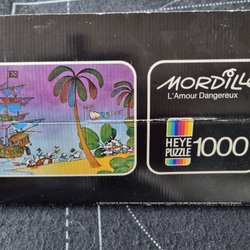 MORDILLO
L'Amour Dangereux
HEYE
PUZZLE
1000